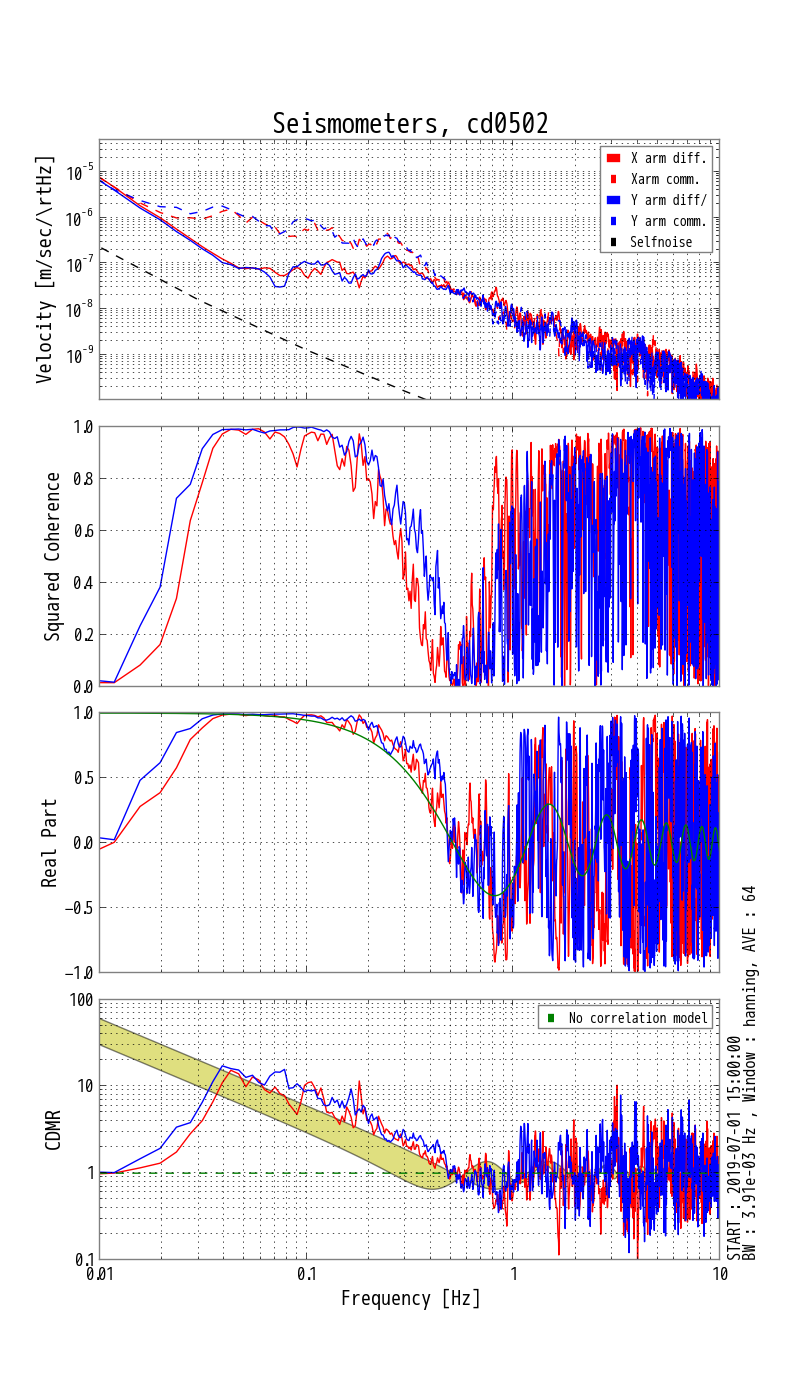 Seismometers, cd0502
Velocity [m/sec/\rtHz]
10^-5
10^-6
10^-7
10^-8
10^-9
X arm diff.
Xarm comm.
Y arm diff/
Y arm comm.
Selfnoise
Squared Coherence
1.0
0.8
0.6
0.4
0.2
0.0
Real Part
1.0
0.5
0.0
−0.5
−1.0
CDMR
100
10
1
0.1
No correlation model
0.01
0.1
1
10
Frequency [Hz]
START : 2019-07-01 15:00:00
BW : 3.91e-03 Hz , Window : hanning, AVE : 64